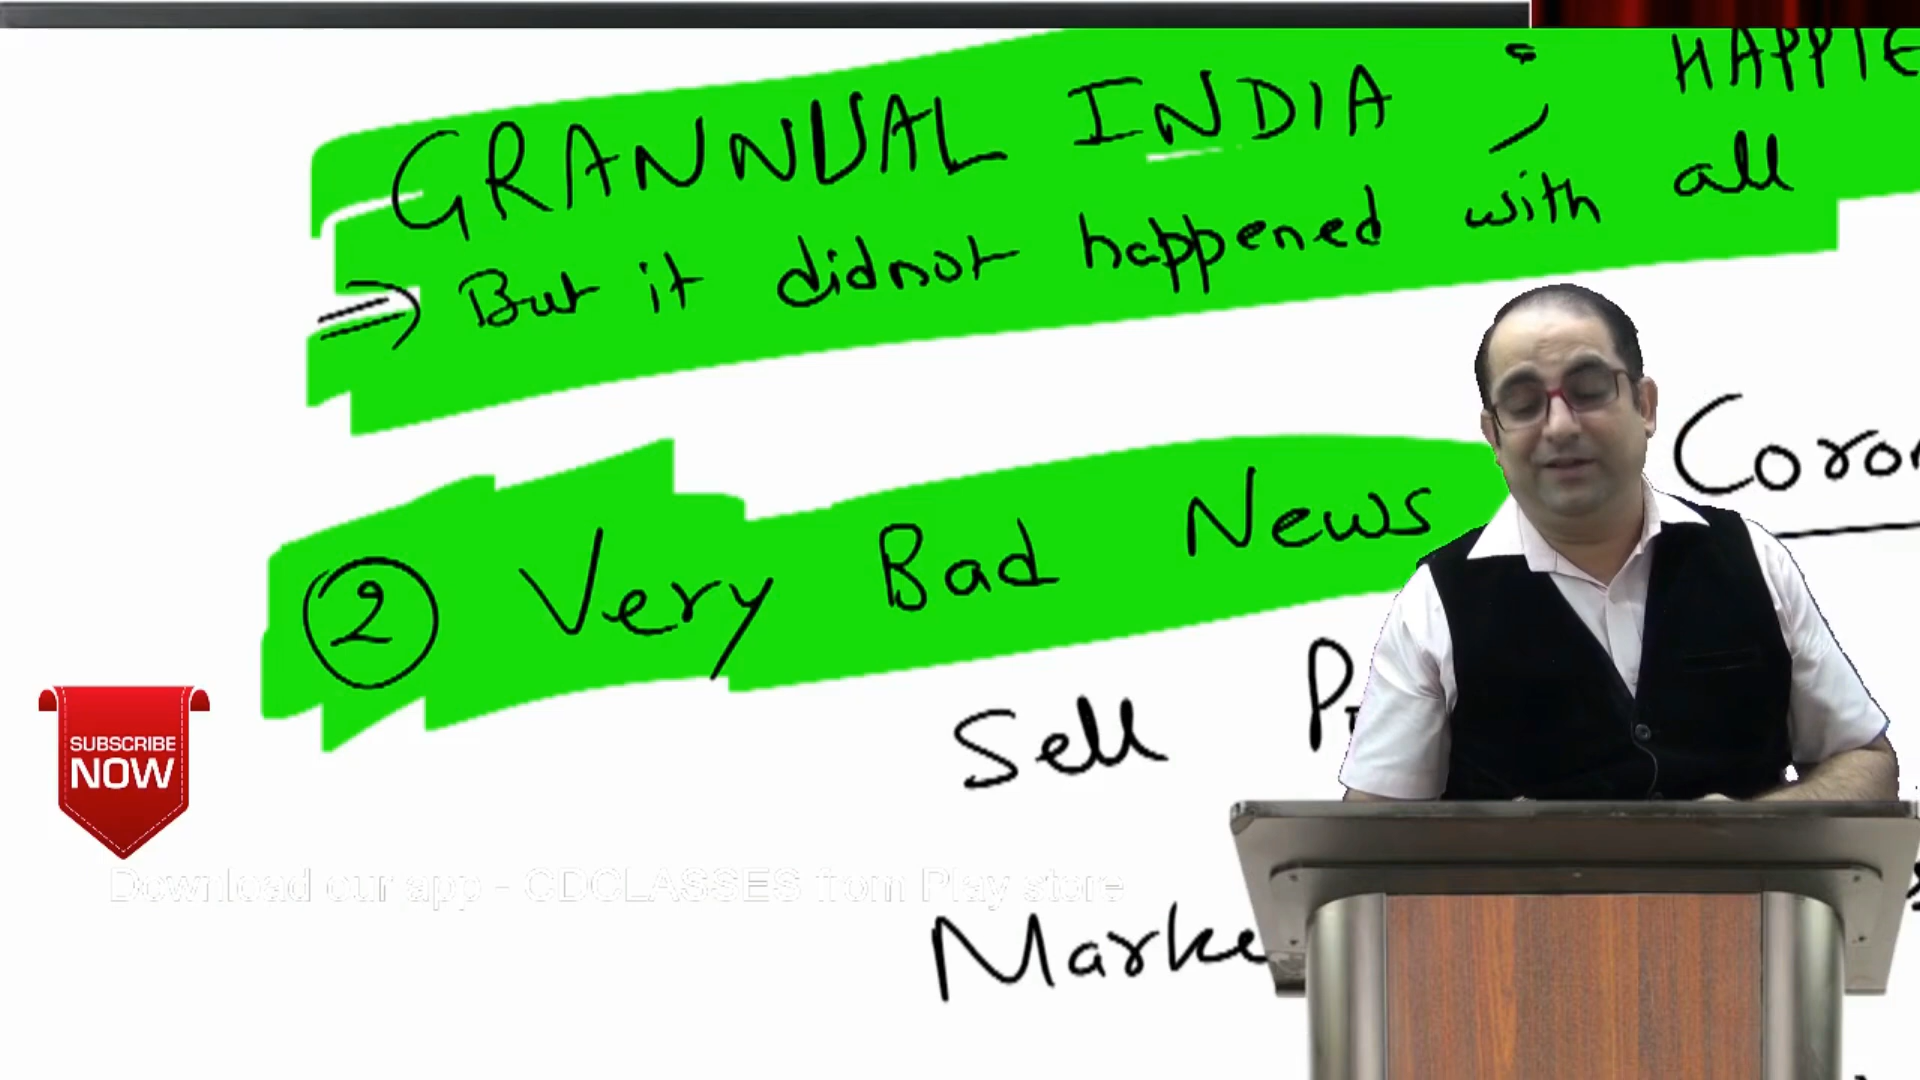 GRANNUAL INDIA ; HAPPIE
⇒ But it didnot happened with all
② Very Bad News Coron
Sell
SUBSCRIBE
NOW
Download our app - CDCLASSES from Play store
Marke